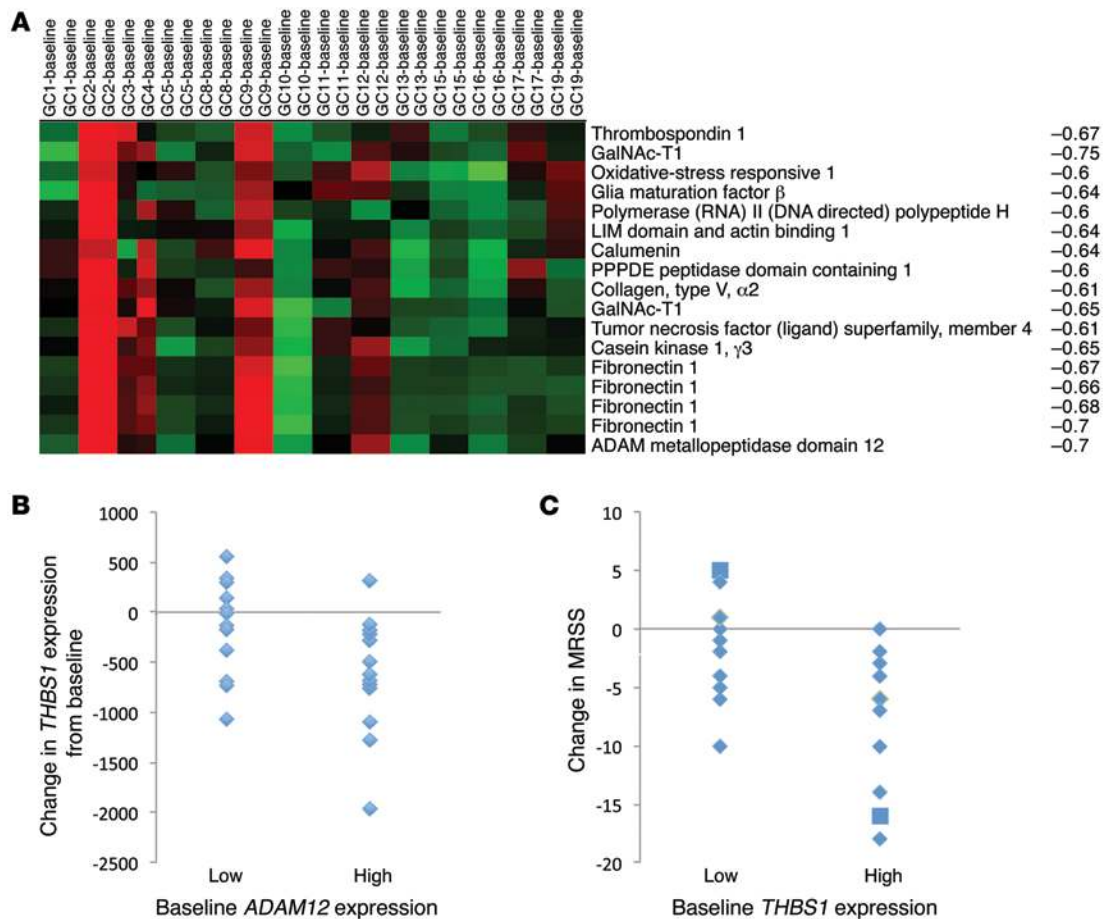 A
GC1-baseline
GC1-baseline
GC2-baseline
GC2-baseline
GC3-baseline
GC4-baseline
GC5-baseline
GC5-baseline
GC8-baseline
GC8-baseline
GC9-baseline
GC9-baseline
GC10-baseline
GC10-baseline
GC11-baseline
GC11-baseline
GC12-baseline
GC12-baseline
GC13-baseline
GC13-baseline
GC15-baseline
GC15-baseline
GC16-baseline
GC16-baseline
GC17-baseline
GC17-baseline
GC19-baseline
GC19-baseline
Thrombospondin 1 –0.67
GalNAc-T1 –0.75
Oxidative-stress responsive 1 –0.6
Glia maturation factor β –0.64
Polymerase (RNA) II (DNA directed) polypeptide H –0.6
LIM domain and actin binding 1 –0.64
Calumenin –0.64
PPPDE peptidase domain containing 1 –0.6
Collagen, type V, α2 –0.61
GalNAc-T1 –0.65
Tumor necrosis factor (ligand) superfamily, member 4 –0.61
Casein kinase 1, γ3 –0.65
Fibronectin 1 –0.67
Fibronectin 1 –0.66
Fibronectin 1 –0.68
Fibronectin 1 –0.7
ADAM metallopeptidase domain 12 –0.7
B
Change in THBS1 expression
from baseline
1000
500
0
-500
-1000
-1500
-2000
-2500
Low High
Baseline ADAM12 expression
C
Change in MRSS
10
5
0
-5
-10
-15
-20
Low High
Baseline THBS1 expression